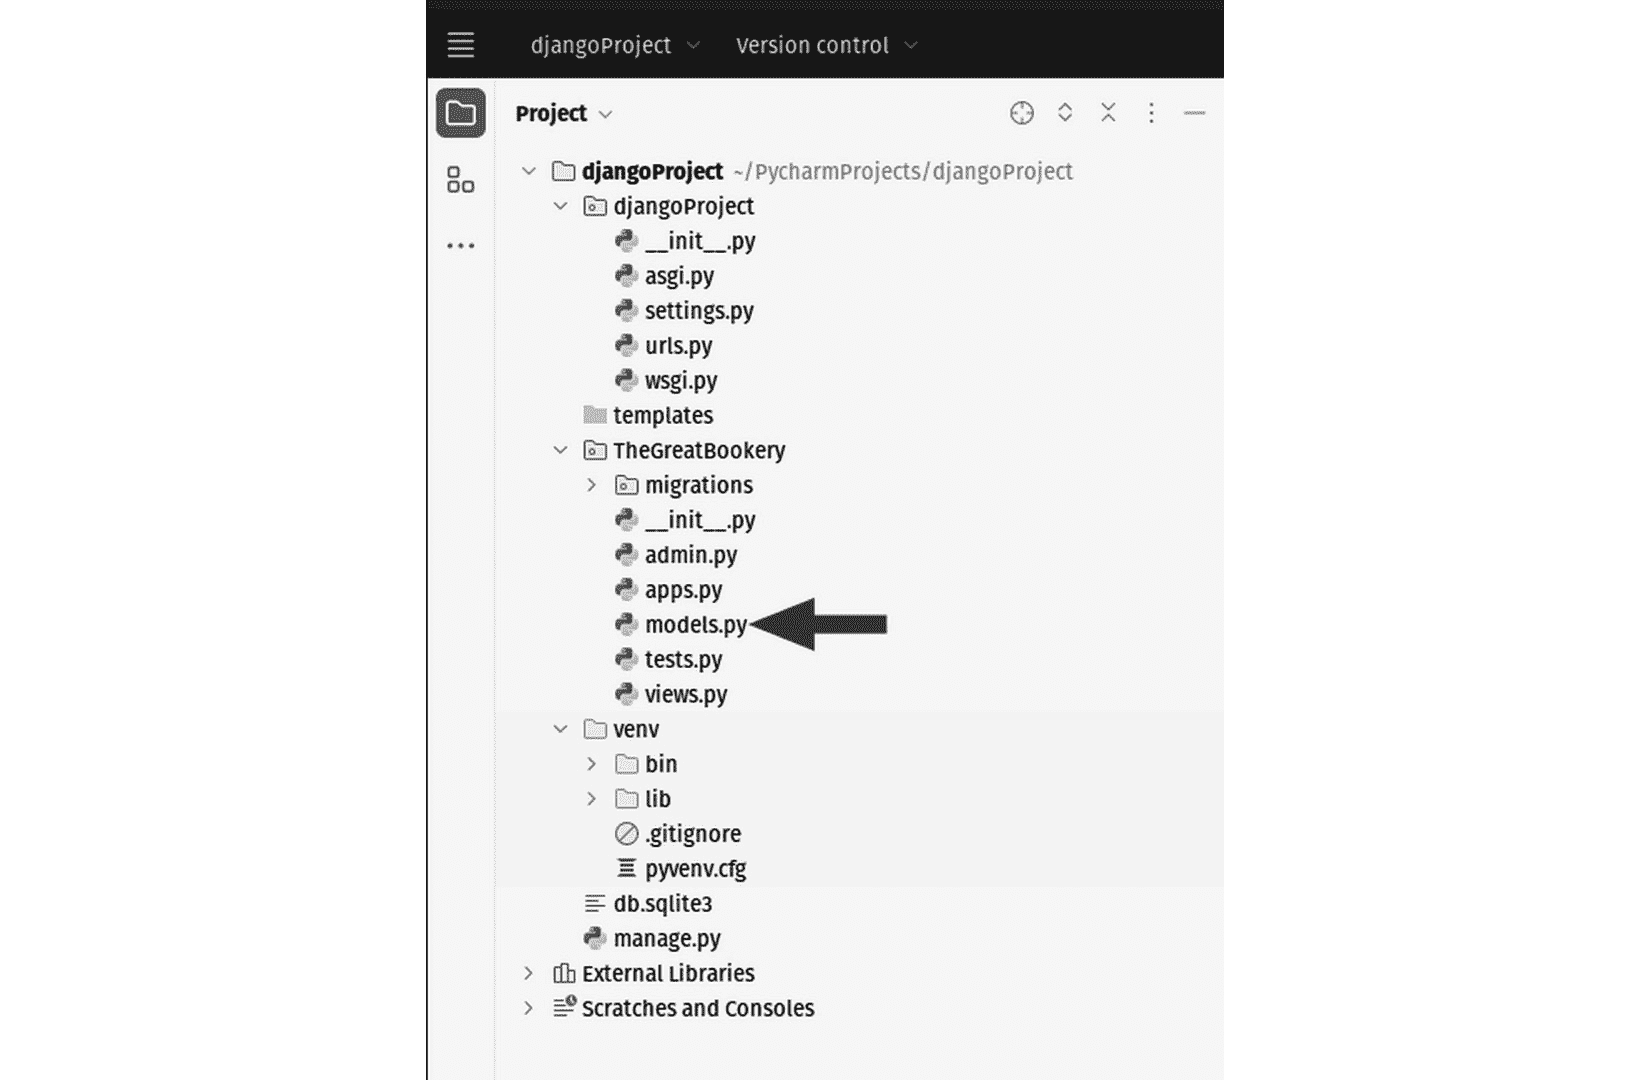 djangoProject Version control
Project
djangoProject ~/PycharmProjects/djangoProject
djangoProject
__init__.py
asgi.py
settings.py
urls.py
wsgi.py
templates
TheGreatBookery
migrations
__init__.py
admin.py
apps.py
models.py
tests.py
views.py
venv
bin
lib
.gitignore
pyvenv.cfg
db.sqlite3
manage.py
External Libraries
Scratches and Consoles